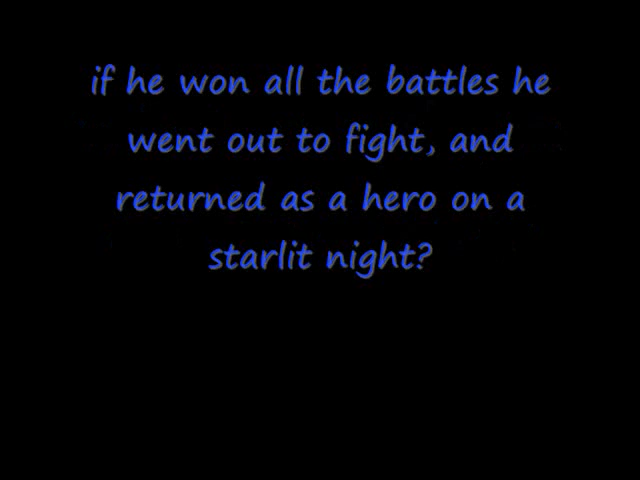 if he won all the battles he
went out to fight, and
returned as a hero on a
starlit night?